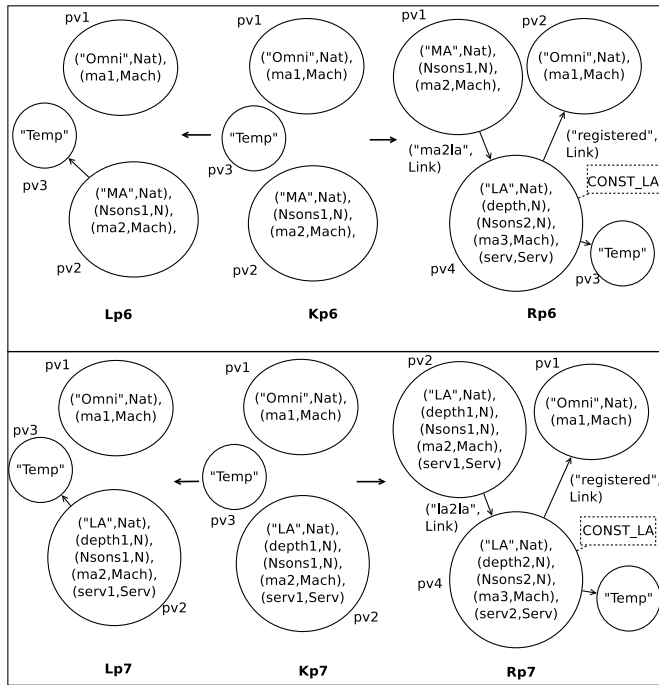 pv1
("Omni",Nat),
(ma1,Mach)
"Temp"
pv3
("MA",Nat),
(Nsons1,N),
(ma2,Mach),
pv2
Lp6
pv1
("Omni",Nat),
(ma1,Mach)
"Temp"
pv3
("MA",Nat),
(Nsons1,N),
(ma2,Mach),
pv2
Kp6
pv1
("MA",Nat),
(Nsons1,N),
(ma2,Mach),
pv2
("Omni",Nat),
(ma1,Mach)
("ma2la",
Link)
("registered",
Link)
CONST_LA
("LA",Nat),
(depth,N),
(Nsons2,N),
(ma3,Mach),
(serv,Serv)
pv4
"Temp"
pv3
Rp6
pv1
("Omni",Nat),
(ma1,Mach)
pv3
"Temp"
("LA",Nat),
(depth1,N),
(Nsons1,N),
(ma2,Mach),
(serv1,Serv)
pv2
Lp7
pv1
("Omni",Nat),
(ma1,Mach)
"Temp"
pv3
("LA",Nat),
(depth1,N),
(Nsons1,N),
(ma2,Mach),
(serv1,Serv)
pv2
Kp7
pv2
("LA",Nat),
(depth1,N),
(Nsons1,N),
(ma2,Mach),
(serv1,Serv)
pv1
("Omni",Nat),
(ma1,Mach)
("la2la",
Link)
("registered",
Link)
CONST_LA
("LA",Nat),
(depth2,N),
(Nsons2,N),
(ma3,Mach),
(serv2,Serv)
pv4
"Temp"
Rp7